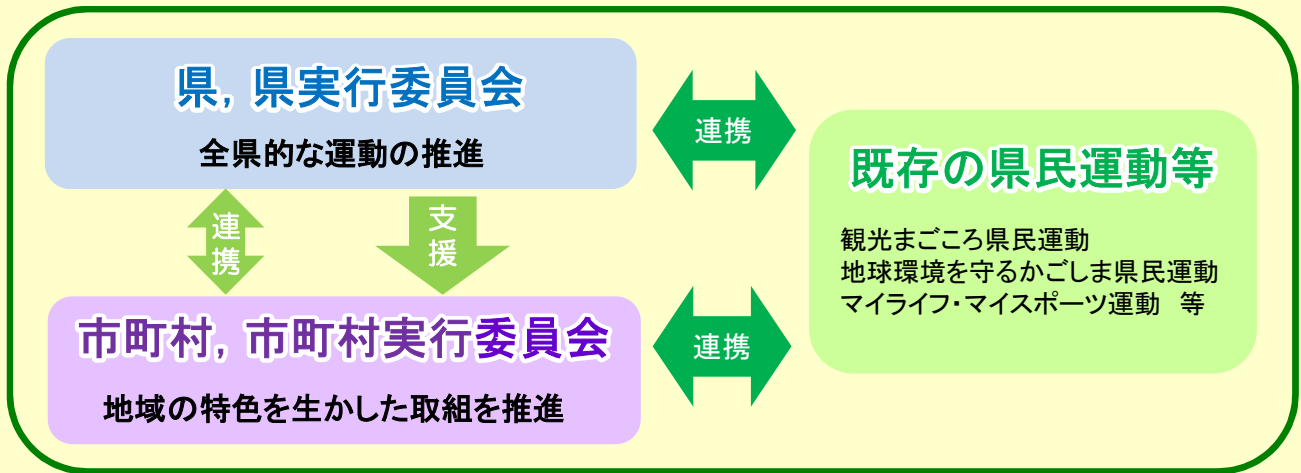 県，県実行委員会
全県的な運動の推進
連携
連携
支援
市町村，市町村実行委員会
地域の特色を生かした取組を推進
連携
既存の県民運動等
観光まごころ県民運動
地球環境を守るかごしま県民運動
マイライフ・マイスポーツ運動　等